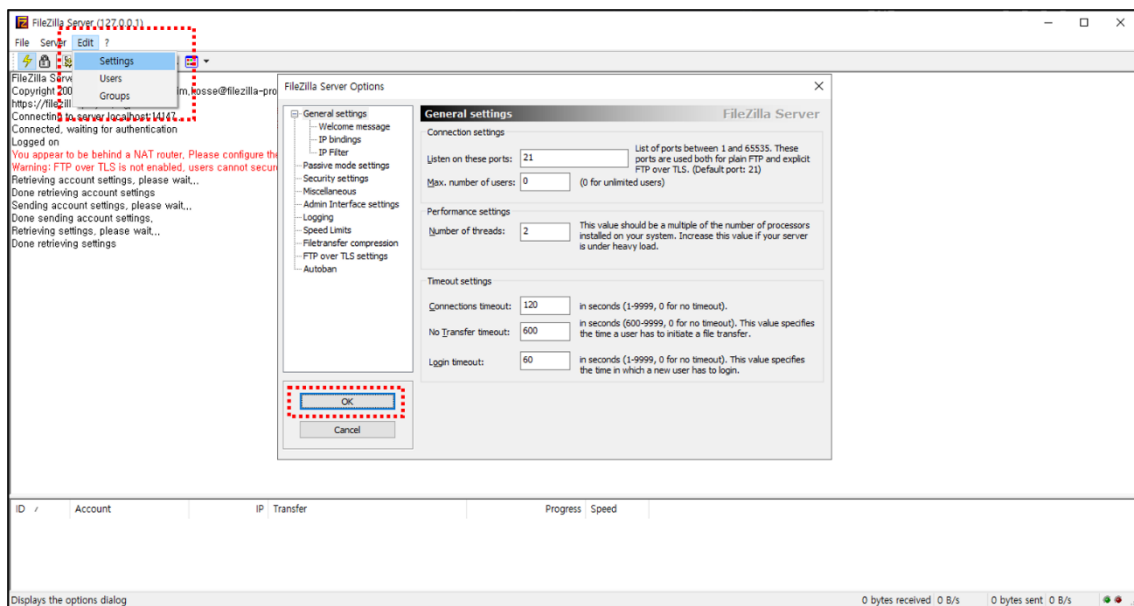 FileZilla Server (127.0.0.1)
File Server Edit ?
Settings
Users
Groups
FileZilla Serve
Copyright 200 im.kosse@filezilla-pro
https://filezill
Connecting to server localhost:14147...
Connected, waiting for authentication
Logged on
You appear to be behind a NAT router, Please configure the
Warning: FTP over TLS is not enabled, users cannot secur
Retrieving account settings, please wait...
Done retrieving account settings
Sending account settings, please wait...
Done sending account settings.
Retrieving settings, please wait...
Done retrieving settings
FileZilla Server Options
General settings
Welcome message
IP bindings
IP Filter
Passive mode settings
Security settings
Miscellaneous
Admin Interface settings
Logging
Speed Limits
Filetransfer compression
FTP over TLS settings
Autoban
OK
Cancel
General settings FileZilla Server
Connection settings
Listen on these ports: 21
List of ports between 1 and 65535. These
ports are used both for plain FTP and explicit
FTP over TLS. (Default port: 21)
Max. number of users: 0 (0 for unlimited users)
Performance settings
Number of threads: 2
This value should be a multiple of the number of processors
installed on your system. Increase this value if your server
is under heavy load.
Timeout settings
Connections timeout: 120 in seconds (1-9999, 0 for no timeout).
No Transfer timeout: 600
in seconds (600-9999, 0 for no timeout). This value specifies
the time a user has to initiate a file transfer.
Login timeout: 60
in seconds (1-9999, 0 for no timeout). This value specifies
the time in which a new user has to login.
ID / Account IP Transfer Progress Speed
Displays the options dialog 0 bytes received 0 B/s 0 bytes sent 0 B/s